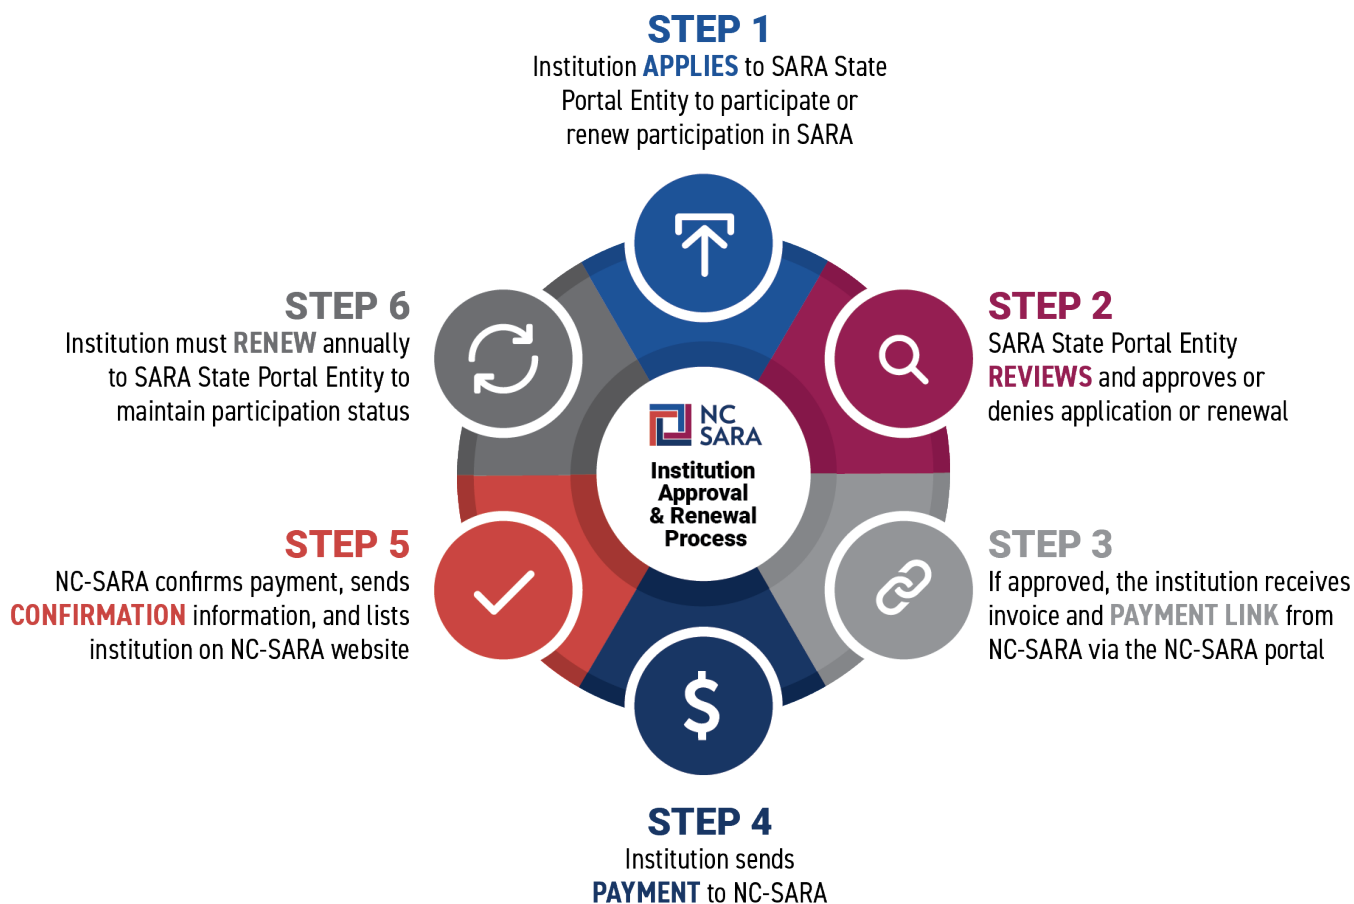 STEP 1
Institution APPLIES to SARA State
Portal Entity to participate or
renew participation in SARA
STEP 2
SARA State Portal Entity
REVIEWS and approves or
denies application or renewal
STEP 3
If approved, the institution receives
invoice and PAYMENT LINK from
NC-SARA via the NC-SARA portal
STEP 4
Institution sends
PAYMENT to NC-SARA
STEP 5
NC-SARA confirms payment, sends
CONFIRMATION information, and lists
institution on NC-SARA website
STEP 6
Institution must RENEW annually
to SARA State Portal Entity to
maintain participation status
NC
SARA
Institution
Approval
& Renewal
Process
$